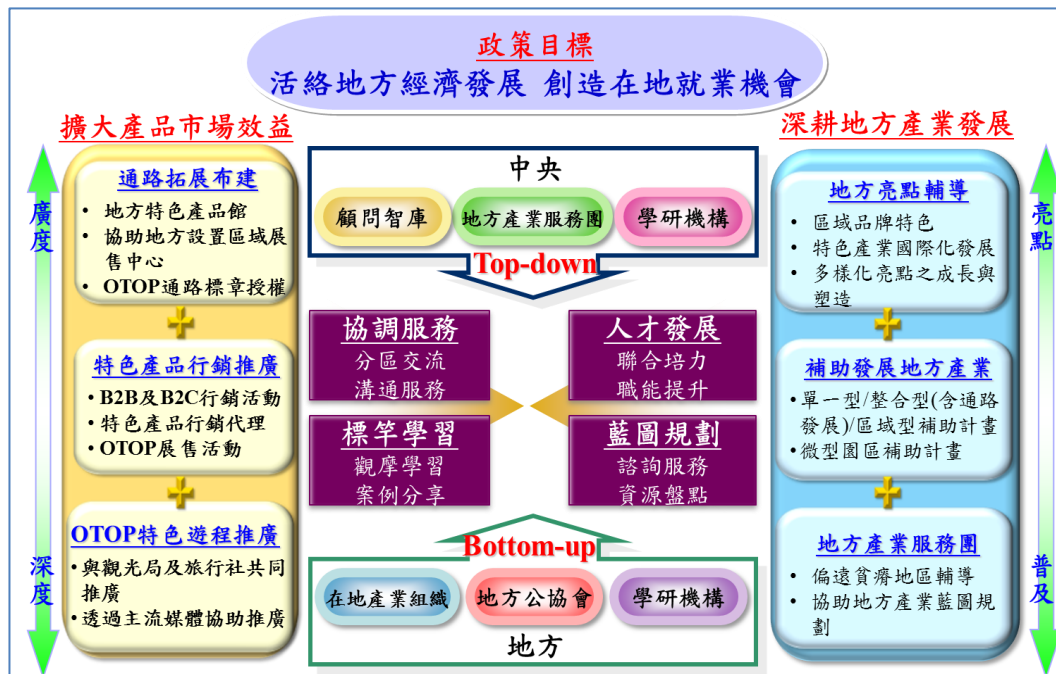 政策目標
活絡地方經濟發展 創造在地就業機會
擴大產品市場效益
廣度
深度
通路拓展布建
• 地方特色產品館
• 協助地方設置區域展
售中心
• OTOP通路標章授權
特色產品行銷推廣
• B2B及B2C行銷活動
• 特色產品行銷代理
• OTOP展售活動
OTOP特色遊程推廣
• 與觀光局及旅行社共同
推廣
• 透過主流媒體協助推廣
中央
顧問智庫
地方產業服務團
學研機構
Top-down
協調服務
分區交流
溝通服務
人才發展
聯合培力
職能提升
標竿學習
觀摩學習
案例分享
藍圖規劃
諮詢服務
資源盤點
Bottom-up
在地產業組織
地方公協會
學研機構
地方
深耕地方產業發展
亮點
普及
地方亮點輔導
• 區域品牌特色
• 特色產業國際化發展
• 多樣化亮點之成長與
塑造
補助發展地方產業
• 單一型/整合型(含通路
發展)/區域型補助計畫
• 微型園區補助計畫
地方產業服務團
• 偏遠貧瘠地區輔導
• 協助地方產業藍圖規
劃